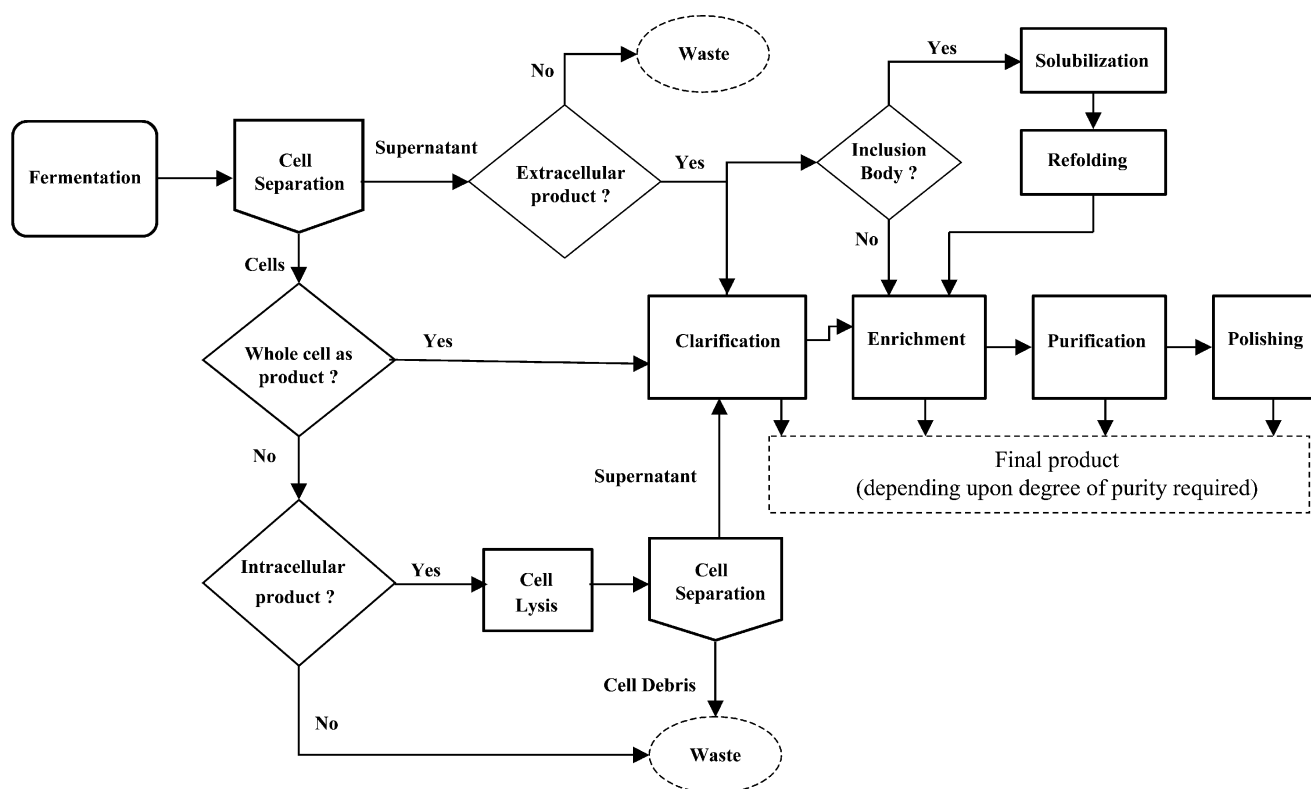 Waste
No
Yes
Solubilization
Fermentation
Cell
Separation
Supernatant
Extracellular
product ?
Yes
Inclusion
Body ?
Refolding
No
Cells
Whole cell as
product ?
Yes
Clarification
Enrichment
Purification
Polishing
No
Supernatant
Final product
(depending upon degree of purity required)
Intracellular
product ?
Yes
Cell
Lysis
Cell
Separation
Cell Debris
No
Waste